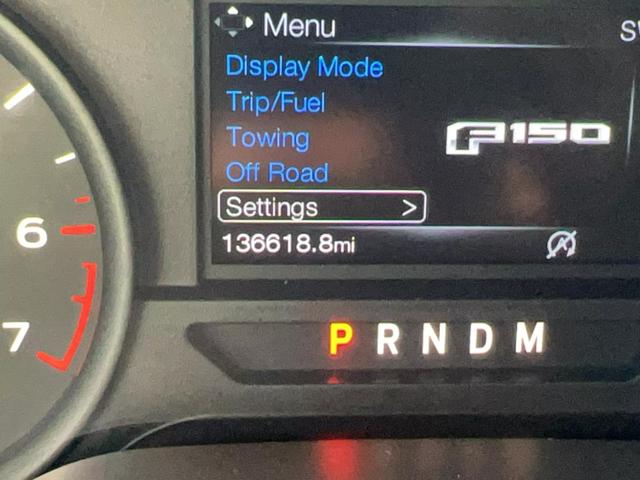 Menu
Display Mode
Trip/Fuel
Towing
F150
Off Road
Settings >
136618.8mi
6
7
P R N D M